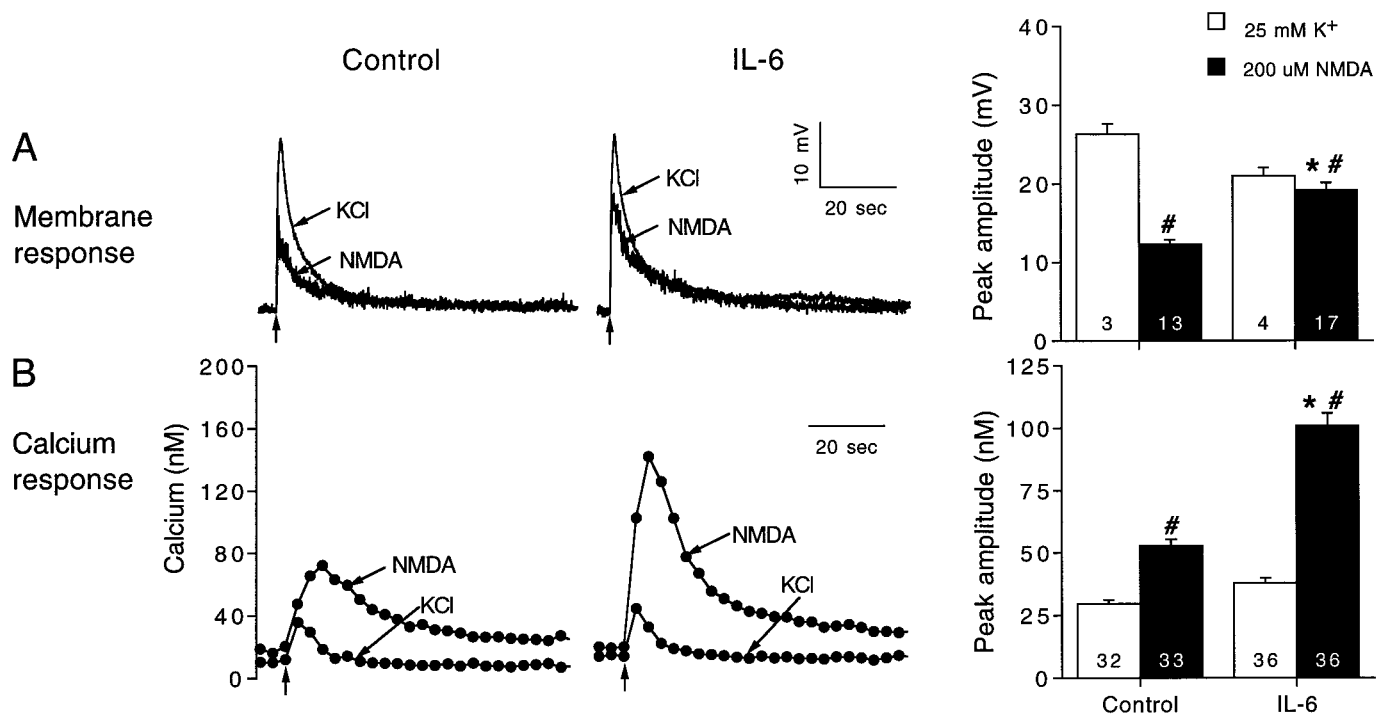 Control
IL-6
A
Membrane
response
KCl
NMDA
KCl
NMDA
10 mV
20 sec
40
30
20
10
0
Peak amplitude (mV)
25 mM K+
200 uM NMDA
#
* #
3
13
4
17
B
Calcium
response
200
160
120
80
40
0
Calcium (nM)
NMDA
KCl
NMDA
KCl
20 sec
125
100
75
50
25
0
Peak amplitude (nM)
#
* #
32
33
36
36
Control
IL-6